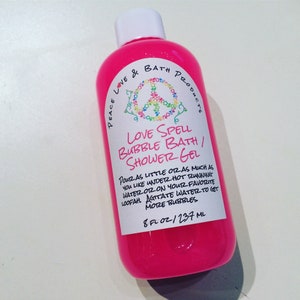 Peace Love & Bath Products
Love Spell
Bubble Bath /
Shower Gel
Pour as little or as much as
you like under hot running
water or on your favorite
loofah. Agitate water to get
more bubbles.
8 fl oz / 237 ml